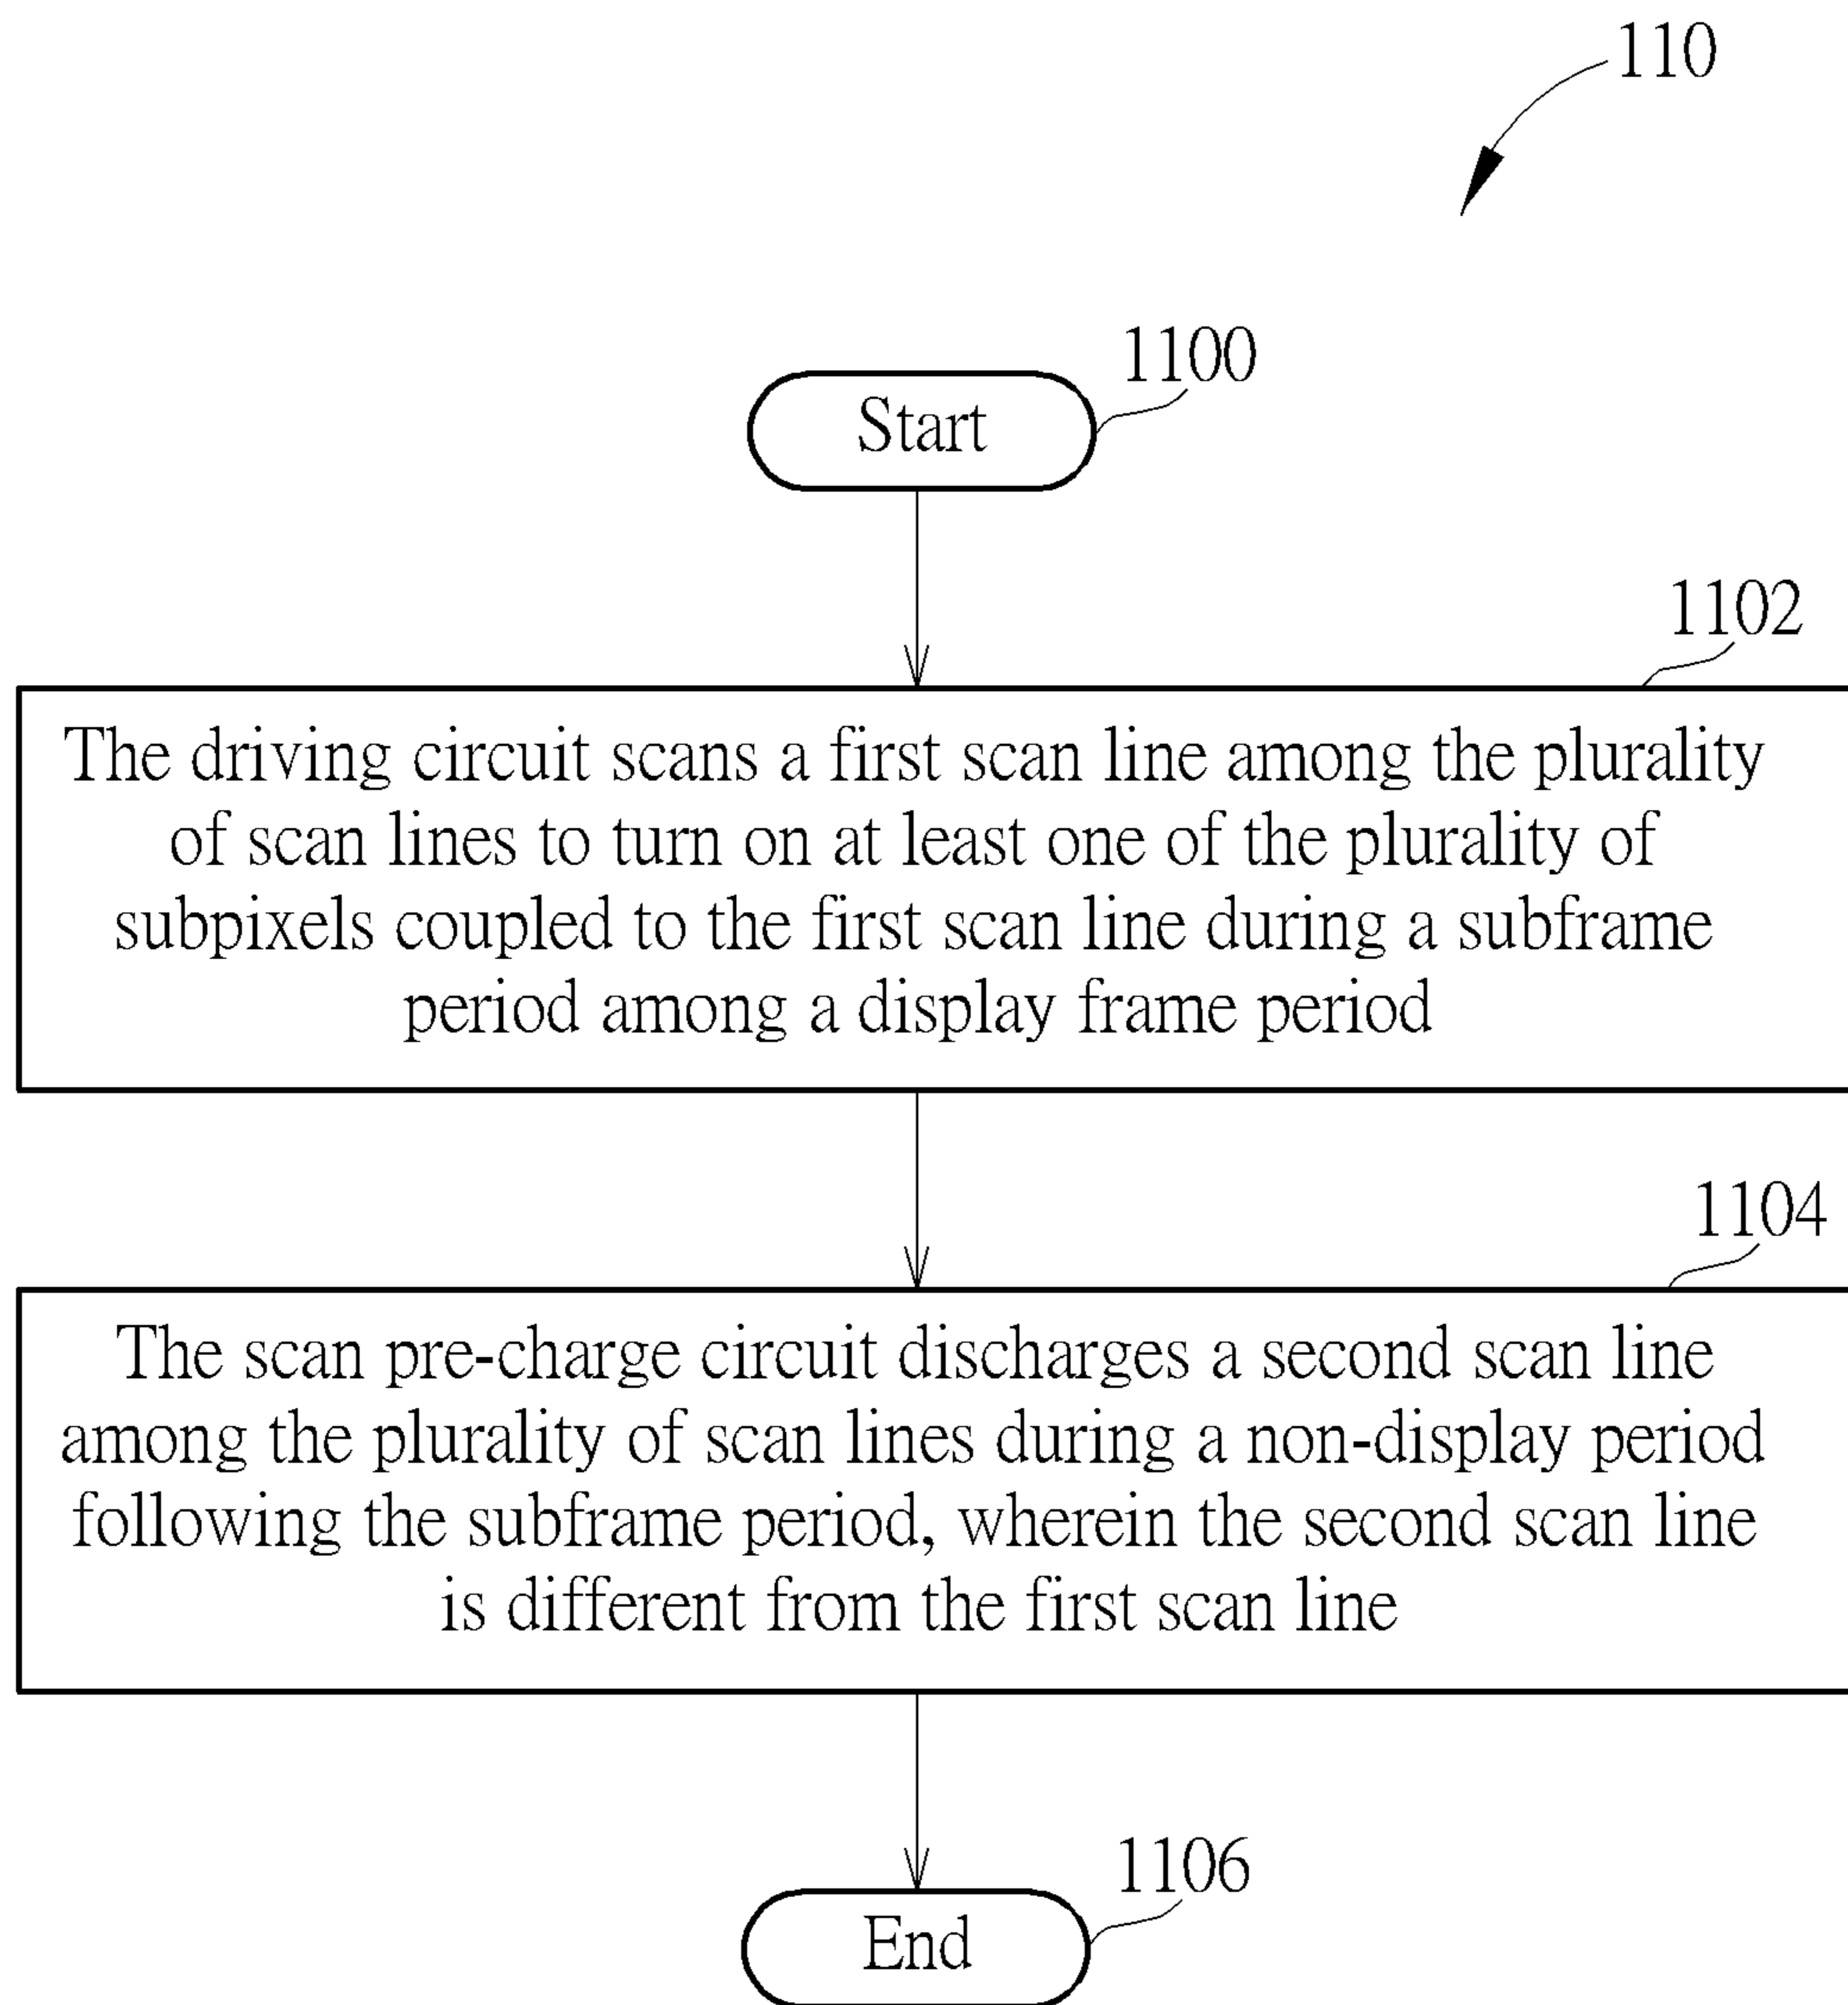 110
1100
Start
1102
The driving circuit scans a first scan line among the plurality
of scan lines to turn on at least one of the plurality of
subpixels coupled to the first scan line during a subframe
period among a display frame period
1104
The scan pre-charge circuit discharges a second scan line
among the plurality of scan lines during a non-display period
following the subframe period, wherein the second scan line
is different from the first scan line
1106
End